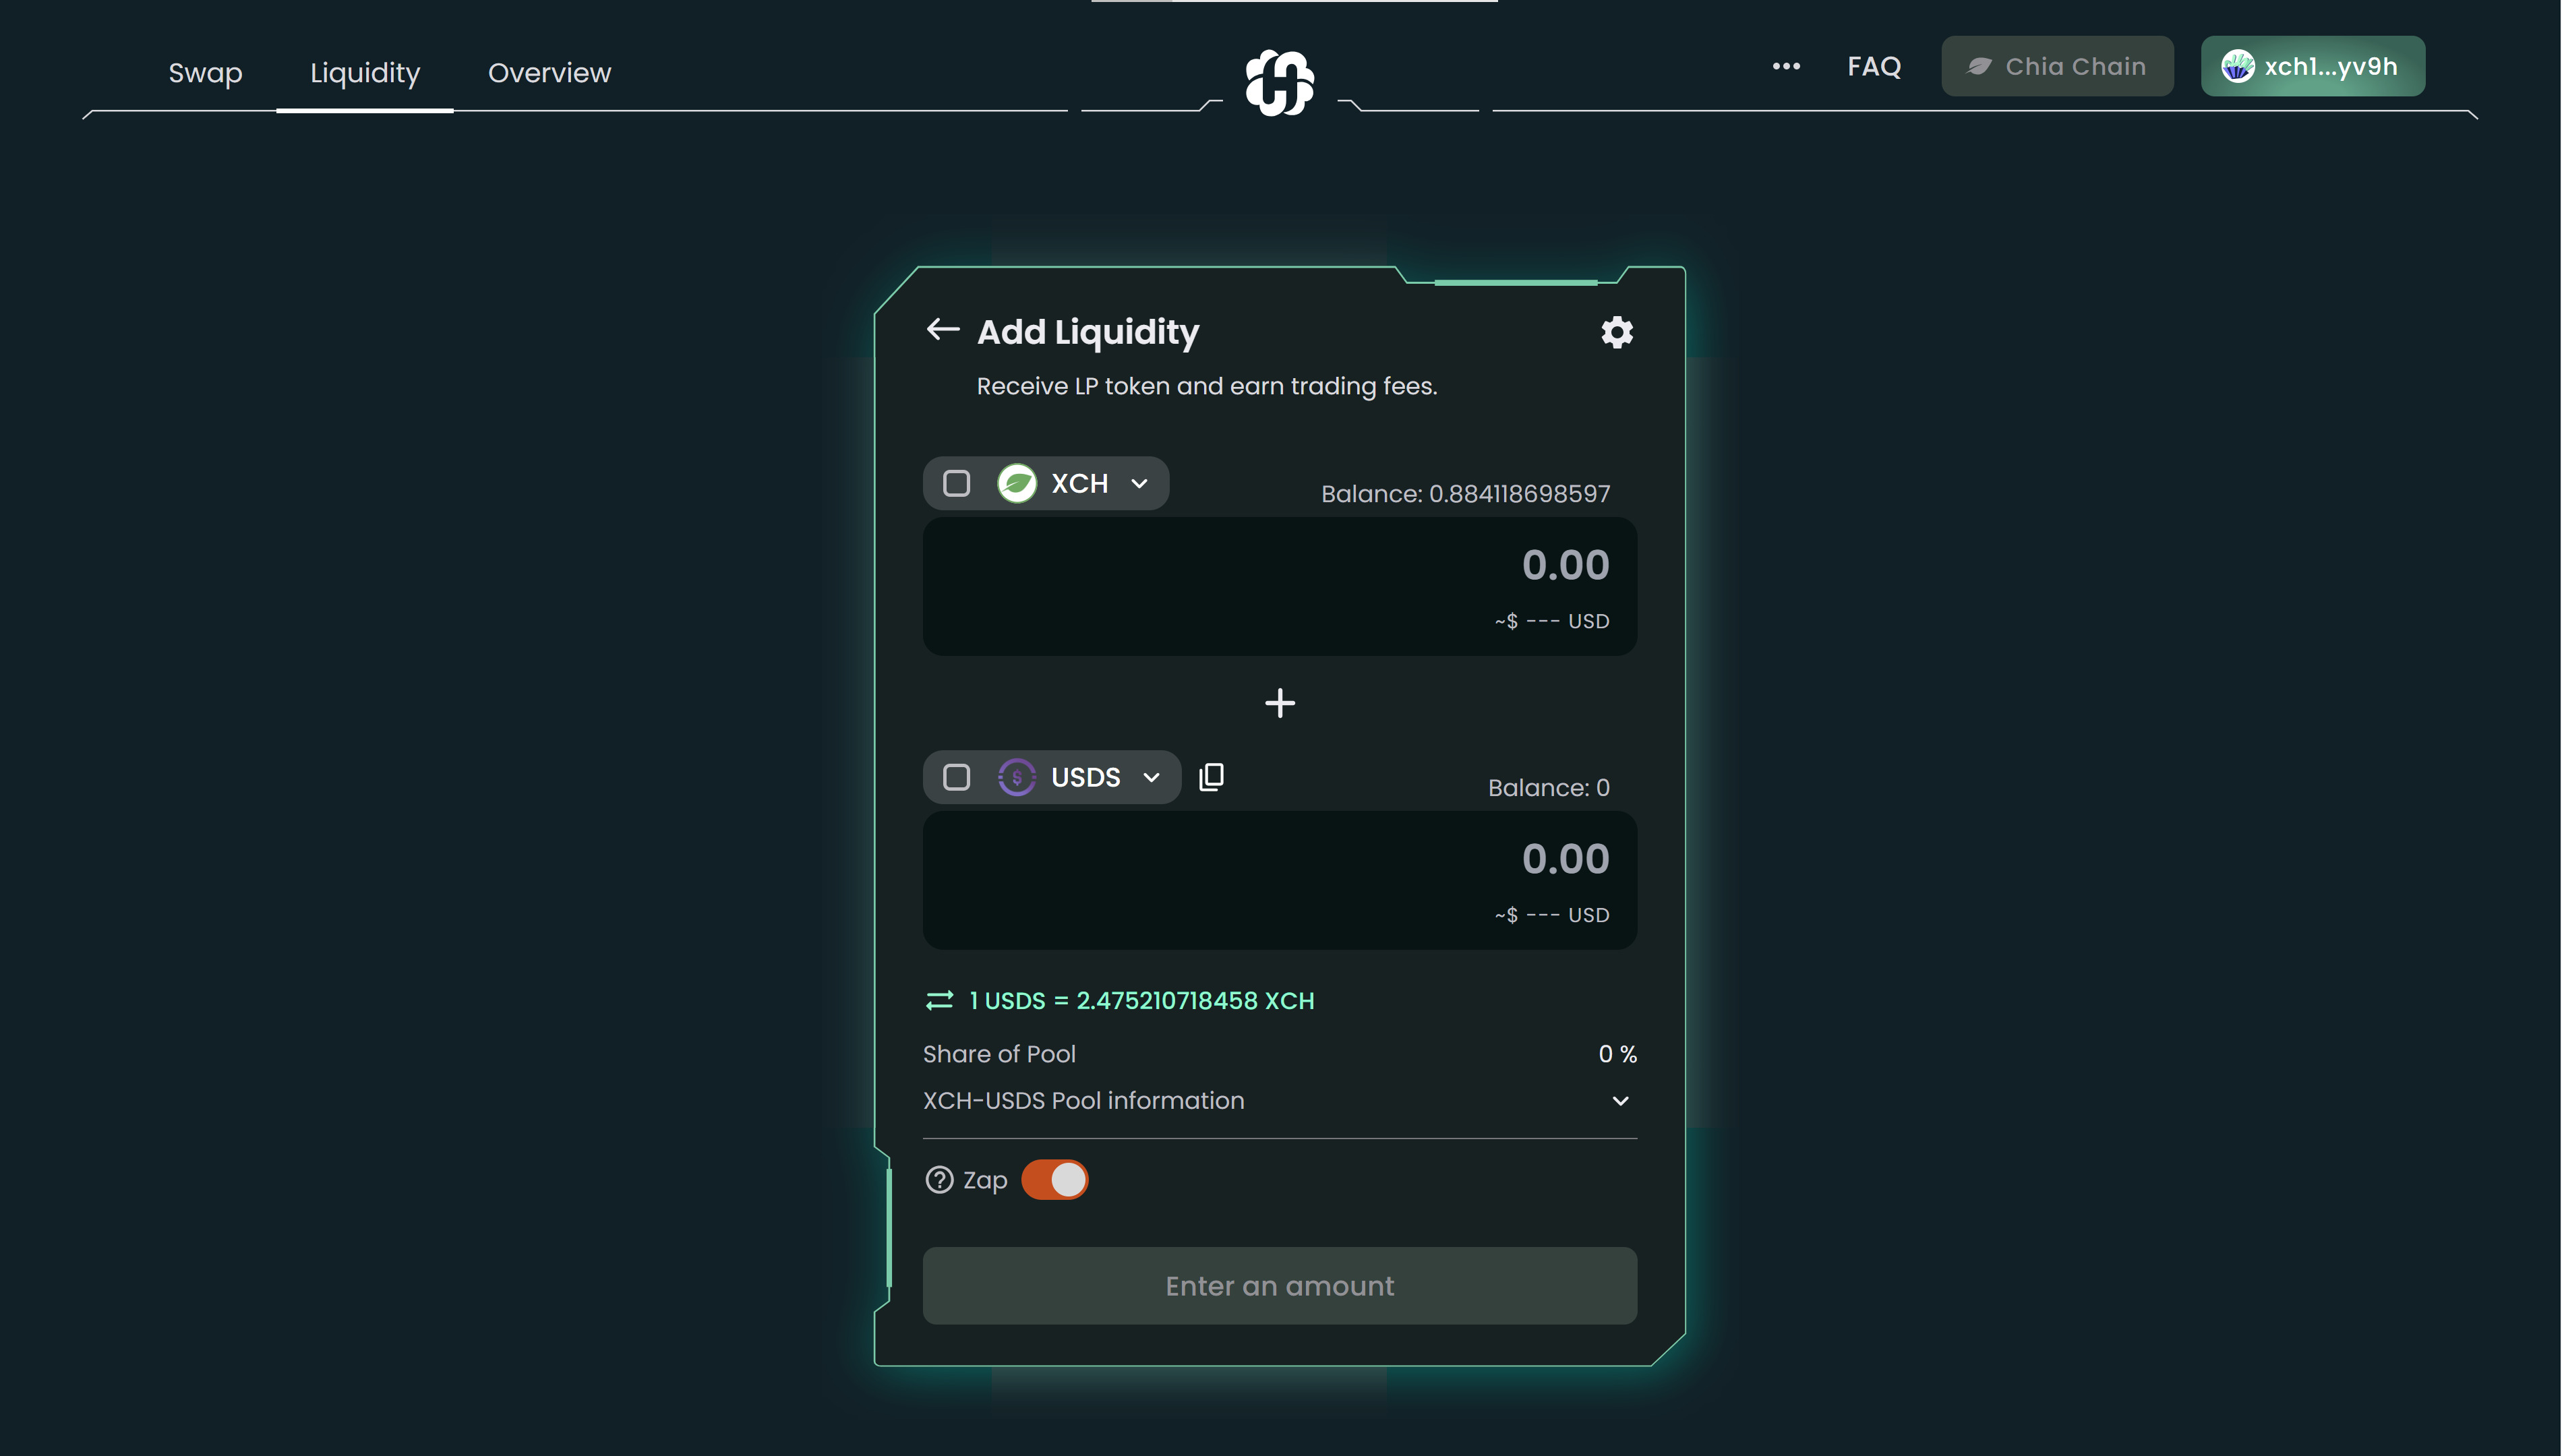 Swap
Liquidity
Overview
FAQ
Chia Chain
xch1...yv9h
Add Liquidity
Receive LP token and earn trading fees.
XCH
Balance: 0.884118698597
0.00
~$ --- USD
USDS
Balance: 0
0.00
~$ --- USD
1 USDS = 2.475210718458 XCH
Share of Pool
0 %
XCH-USDS Pool information
Zap
Enter an amount